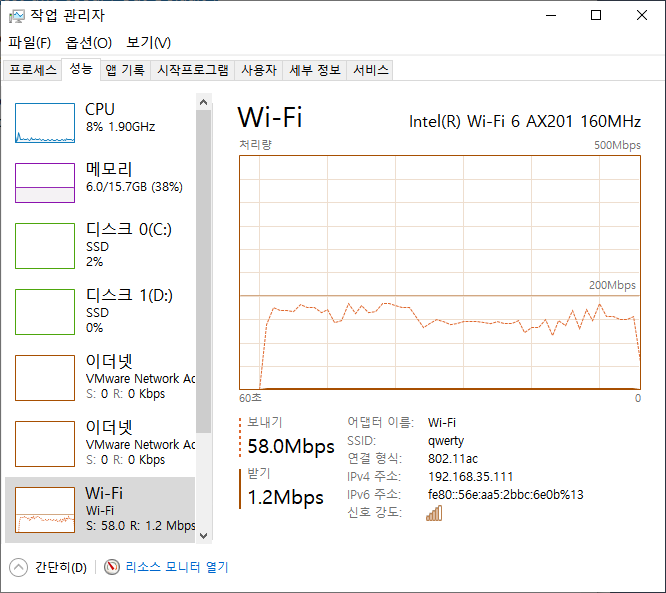 작업 관리자
파일(F) 옵션(O) 보기(V)
프로세스 성능 앱 기록 시작프로그램 사용자 세부 정보 서비스
CPU
8% 1.90GHz
메모리
6.0/15.7GB (38%)
디스크 0(C:)
SSD
2%
디스크 1(D:)
SSD
0%
이더넷
VMware Network Ac
S: 0 R: 0 Kbps
이더넷
VMware Network Ac
S: 0 R: 0 Kbps
Wi-Fi
Wi-Fi
S: 58.0 R: 1.2 Mbps
Wi-Fi
Intel(R) Wi-Fi 6 AX201 160MHz
처리량 500Mbps
200Mbps
60초 0
보내기
58.0Mbps
받기
1.2Mbps
어댑터 이름: Wi-Fi
SSID: qwerty
연결 형식: 802.11ac
IPv4 주소: 192.168.35.111
IPv6 주소: fe80::56e:aa5:2bbc:6e0b%13
신호 강도:
간단히(D) 리소스 모니터 열기